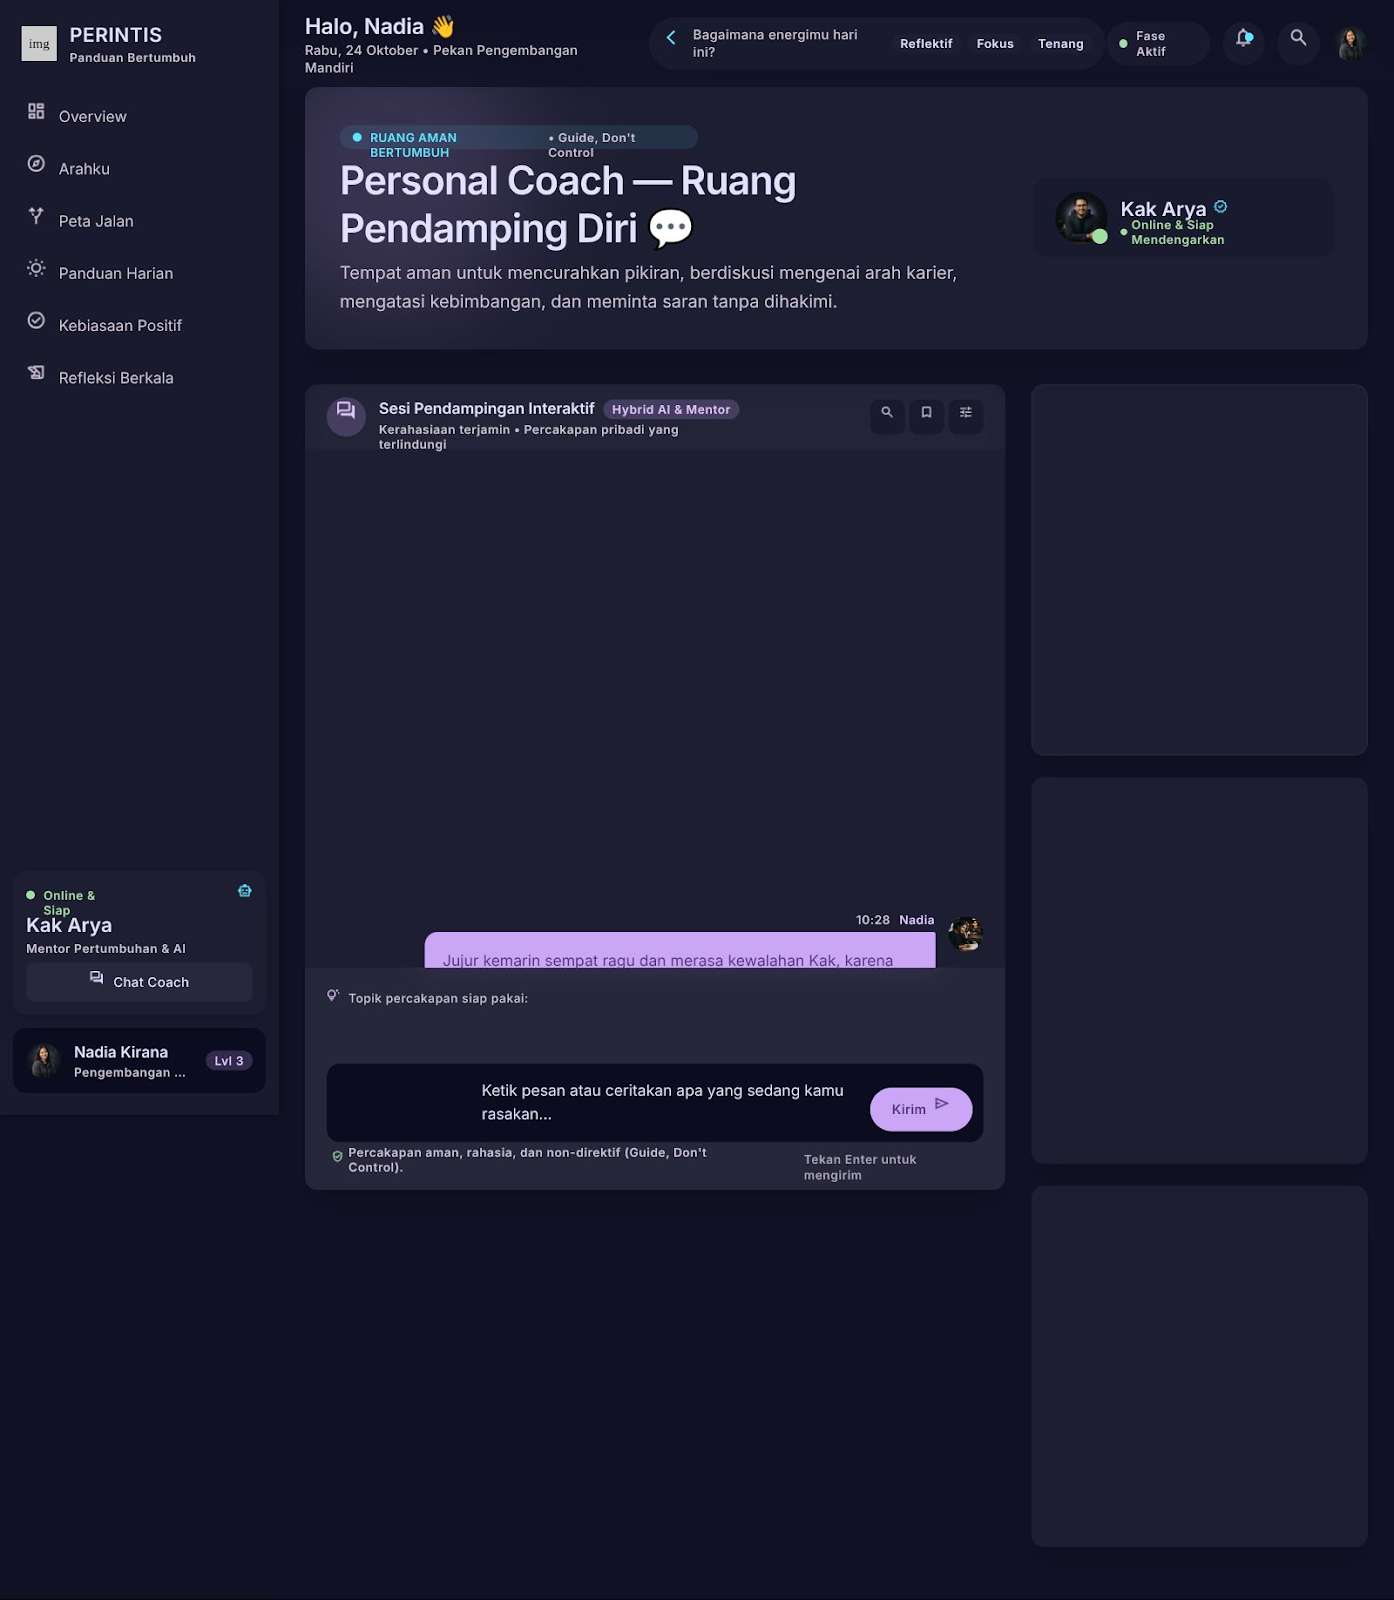 img
PERINTIS
Panduan Bertumbuh
Overview
Arahku
Peta Jalan
Panduan Harian
Kebiasaan Positif
Refleksi Berkala
Online &
Siap
Kak Arya
Mentor Pertumbuhan & AI
Chat Coach
Nadia Kirana
Pengembangan ...
Lvl 3
Halo, Nadia 👋
Rabu, 24 Oktober • Pekan Pengembangan
Mandiri
Bagaimana energimu hari
ini?
Reflektif
Fokus
Tenang
Fase
Aktif
RUANG AMAN
BERTUMBUH
• Guide, Don't
Control
Personal Coach — Ruang
Pendamping Diri 💬
Tempat aman untuk mencurahkan pikiran, berdiskusi mengenai arah karier,
mengatasi kebimbangan, dan meminta saran tanpa dihakimi.
Kak Arya
• Online & Siap
Mendengarkan
Sesi Pendampingan Interaktif
Hybrid AI & Mentor
Kerahasiaan terjamin • Percakapan pribadi yang
terlindungi
10:28 Nadia
Jujur kemarin sempat ragu dan merasa kewalahan Kak, karena
Topik percakapan siap pakai:
Ketik pesan atau ceritakan apa yang sedang kamu
rasakan...
Kirim
Percakapan aman, rahasia, dan non-direktif (Guide, Don't
Control).
Tekan Enter untuk
mengirim